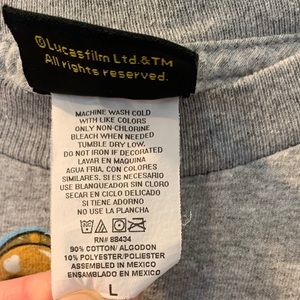 ©Lucasfilm Ltd.&TM
All rights reserved.
MACHINE WASH COLD
WITH LIKE COLORS
ONLY NON-CHLORINE
BLEACH WHEN NEEDED
TUMBLE DRY LOW.
DO NOT IRON IF DECORATED
LAVAR EN MAQUINA
AGUA FRIA, CON COLORES
SIMILARES. SI ES NECESARIO
USE BLANQUEADOR SIN CLORO
SECAR EN CICLO DELICADO
SI TIENE ADORNO
NO USE LA PLANCHA
RN# 88434
90% COTTON/ ALGODON
10% POLYESTER/POLIESTER
ASSEMBLED IN MEXICO
ENSAMBLADO EN MEXICO
L